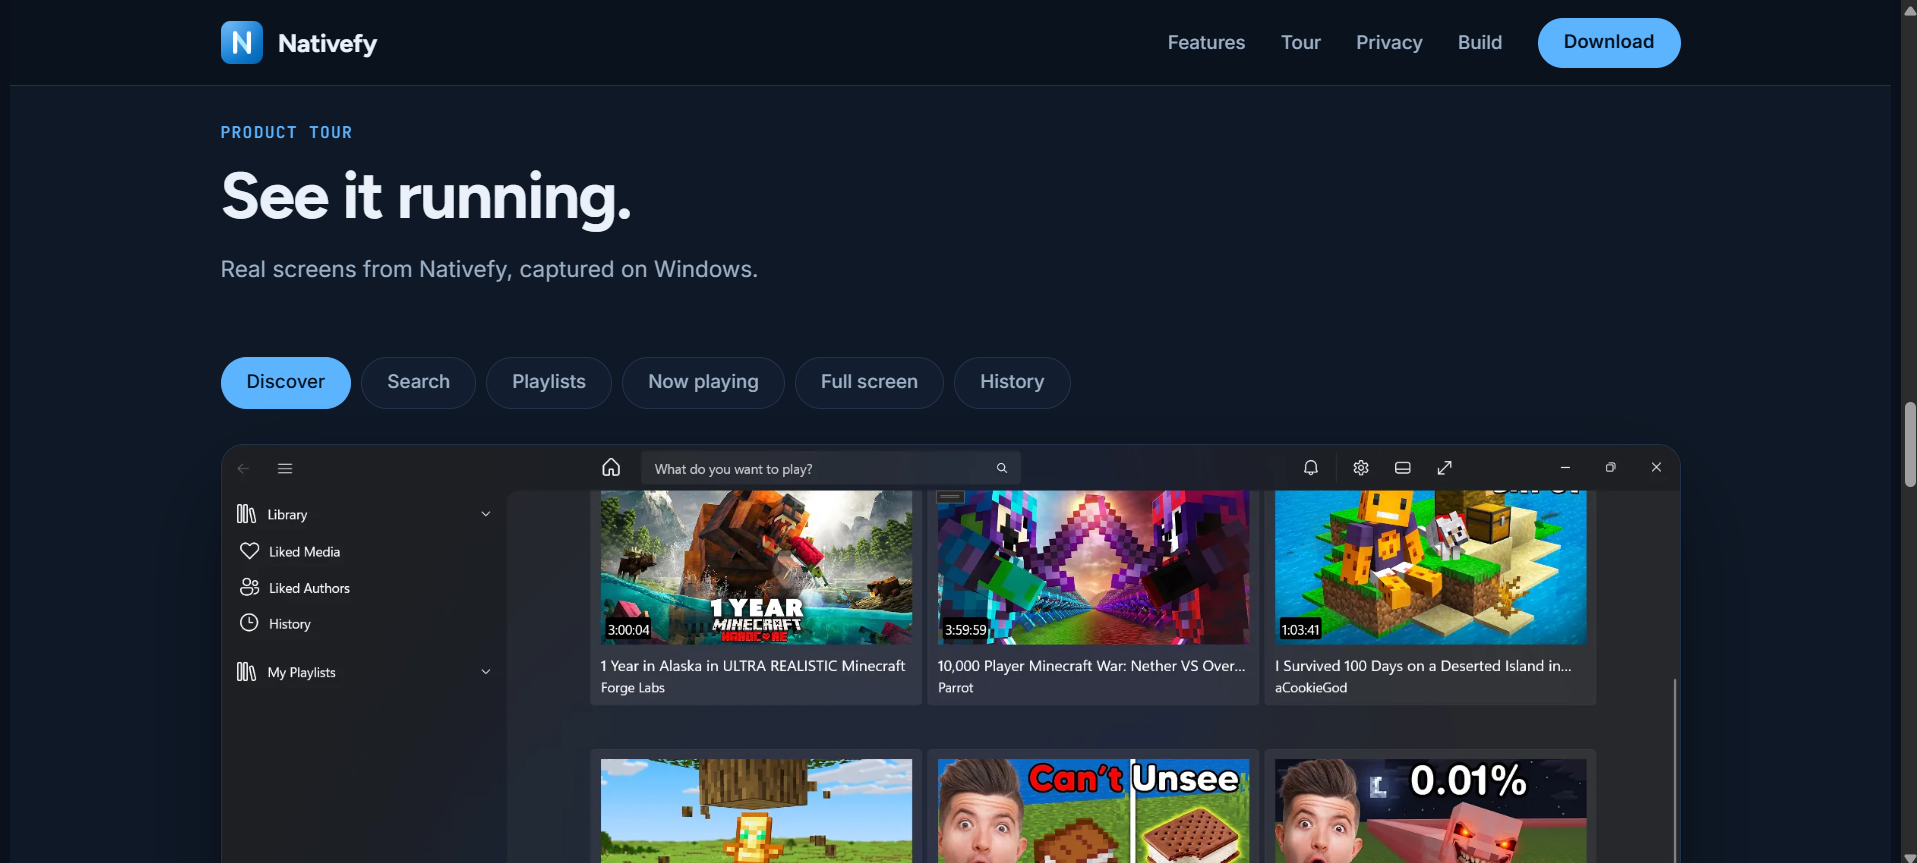 Nativefy
Features
Tour
Privacy
Build
Download
PRODUCT TOUR
See it running.
Real screens from Nativefy, captured on Windows.
Discover
Search
Playlists
Now playing
Full screen
History
What do you want to play?
Library
Liked Media
Liked Authors
History
My Playlists
1 YEAR
MINECRAFT
HARDCORE
3:00:04
1 Year in Alaska in ULTRA REALISTIC Minecraft
Forge Labs
3:59:59
10,000 Player Minecraft War: Nether VS Over...
Parrot
1:03:41
I Survived 100 Days on a Deserted Island in...
aCookieGod
Can't Unsee
0.01%